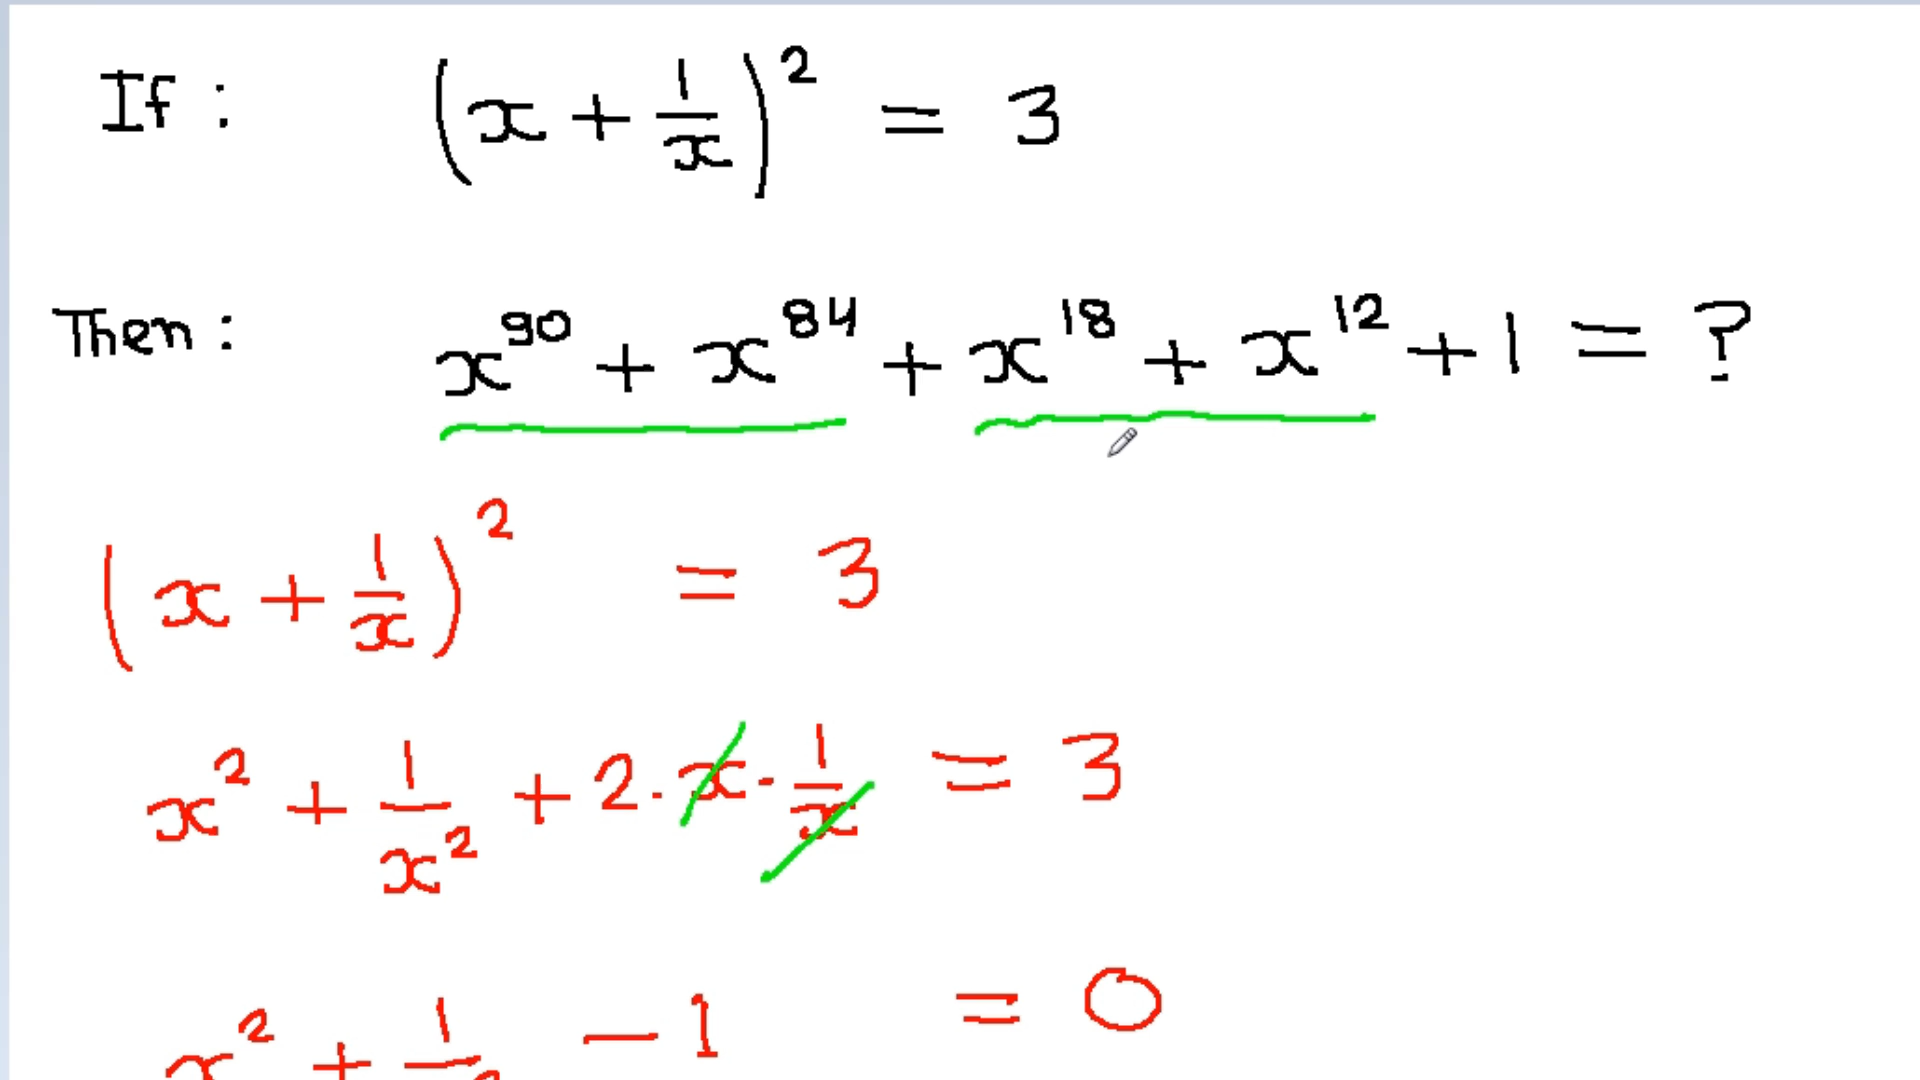 If : (x + 1/x)² = 3
Then : x⁹⁰ + x⁸⁴ + x¹⁸ + x¹² + 1 = ?
(x + 1/x)² = 3
x² + 1/x² + 2 · x · 1/x = 3
x² + 1/x² − 1 = 0